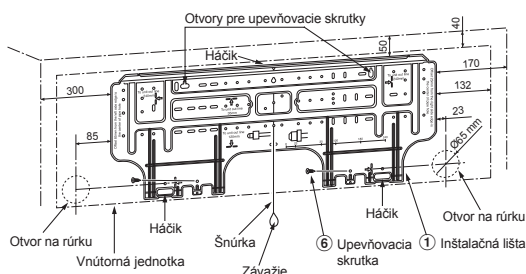 Otvory pre upevňovacie skrutky
Háčik
40
50
170
300
132
23
85
Ø65 mm
Háčik
Háčik
Otvor na rúrku
Vnútorná jednotka
Šnúrka
Závažie
6 Upevňovacia
skrutka
1 Inštalačná lišta
Otvor na rúrku